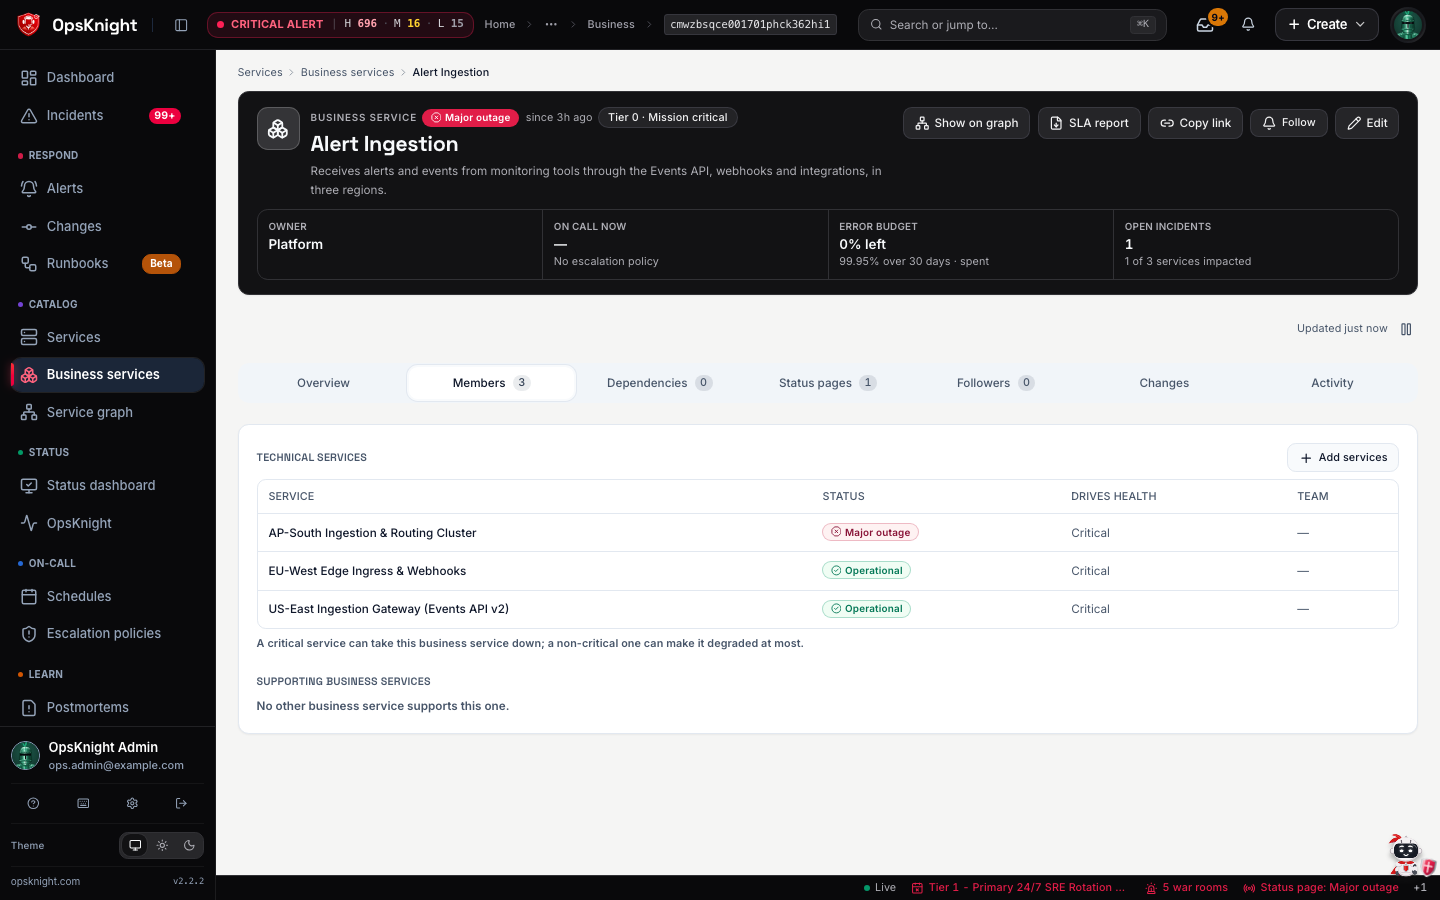 OpsKnight
CRITICAL ALERT | H 696 · M 16 · L 15
Home > ··· > Business > cmwzbsqce001701phck362hi1
Search or jump to... ⌘K
9+
+ Create
Dashboard
Incidents 99+
RESPOND
Alerts
Changes
Runbooks Beta
CATALOG
Services
Business services
Service graph
STATUS
Status dashboard
OpsKnight
ON-CALL
Schedules
Escalation policies
LEARN
Postmortems
OpsKnight Admin
ops.admin@example.com
Theme
opsknight.com v2.2.2
Services > Business services > Alert Ingestion
BUSINESS SERVICE Major outage since 3h ago Tier 0 · Mission critical
Alert Ingestion
Receives alerts and events from monitoring tools through the Events API, webhooks and integrations, in
three regions.
Show on graph SLA report Copy link Follow Edit
OWNER
Platform
ON CALL NOW
—
No escalation policy
ERROR BUDGET
0% left
99.95% over 30 days · spent
OPEN INCIDENTS
1
1 of 3 services impacted
Updated just now
Overview Members 3 Dependencies 0 Status pages 1 Followers 0 Changes Activity
TECHNICAL SERVICES
+ Add services
SERVICE STATUS DRIVES HEALTH TEAM
AP-South Ingestion & Routing Cluster Major outage Critical —
EU-West Edge Ingress & Webhooks Operational Critical —
US-East Ingestion Gateway (Events API v2) Operational Critical —
A critical service can take this business service down; a non-critical one can make it degraded at most.
SUPPORTING BUSINESS SERVICES
No other business service supports this one.
Live Tier 1 - Primary 24/7 SRE Rotation ... 5 war rooms Status page: Major outage +1